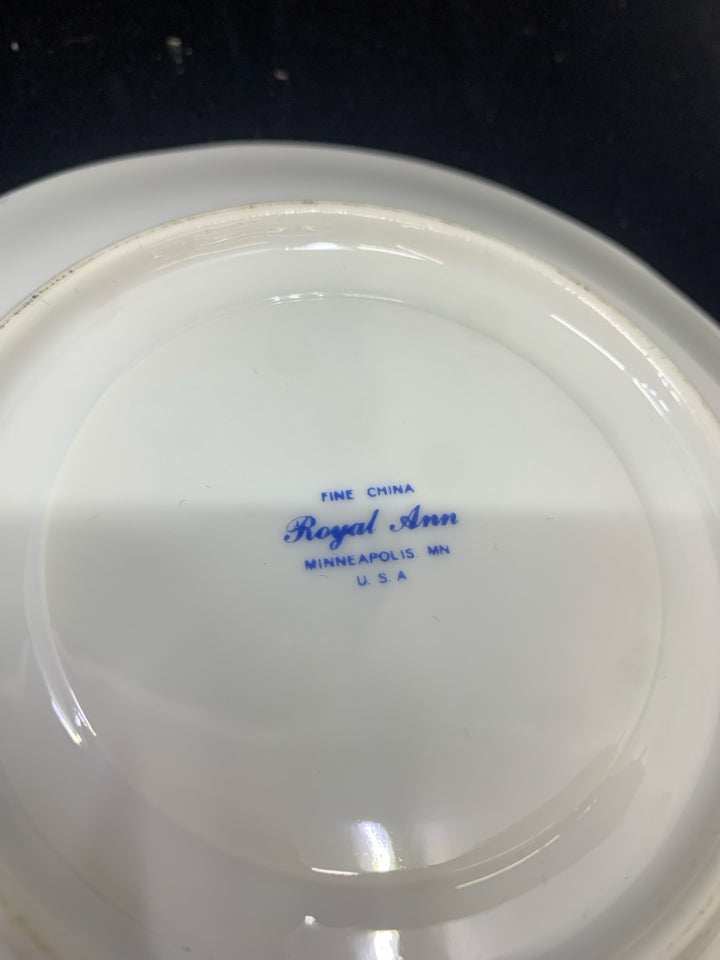 FINE CHINA
Royal Ann
MINNEAPOLIS. MN
U. S. A